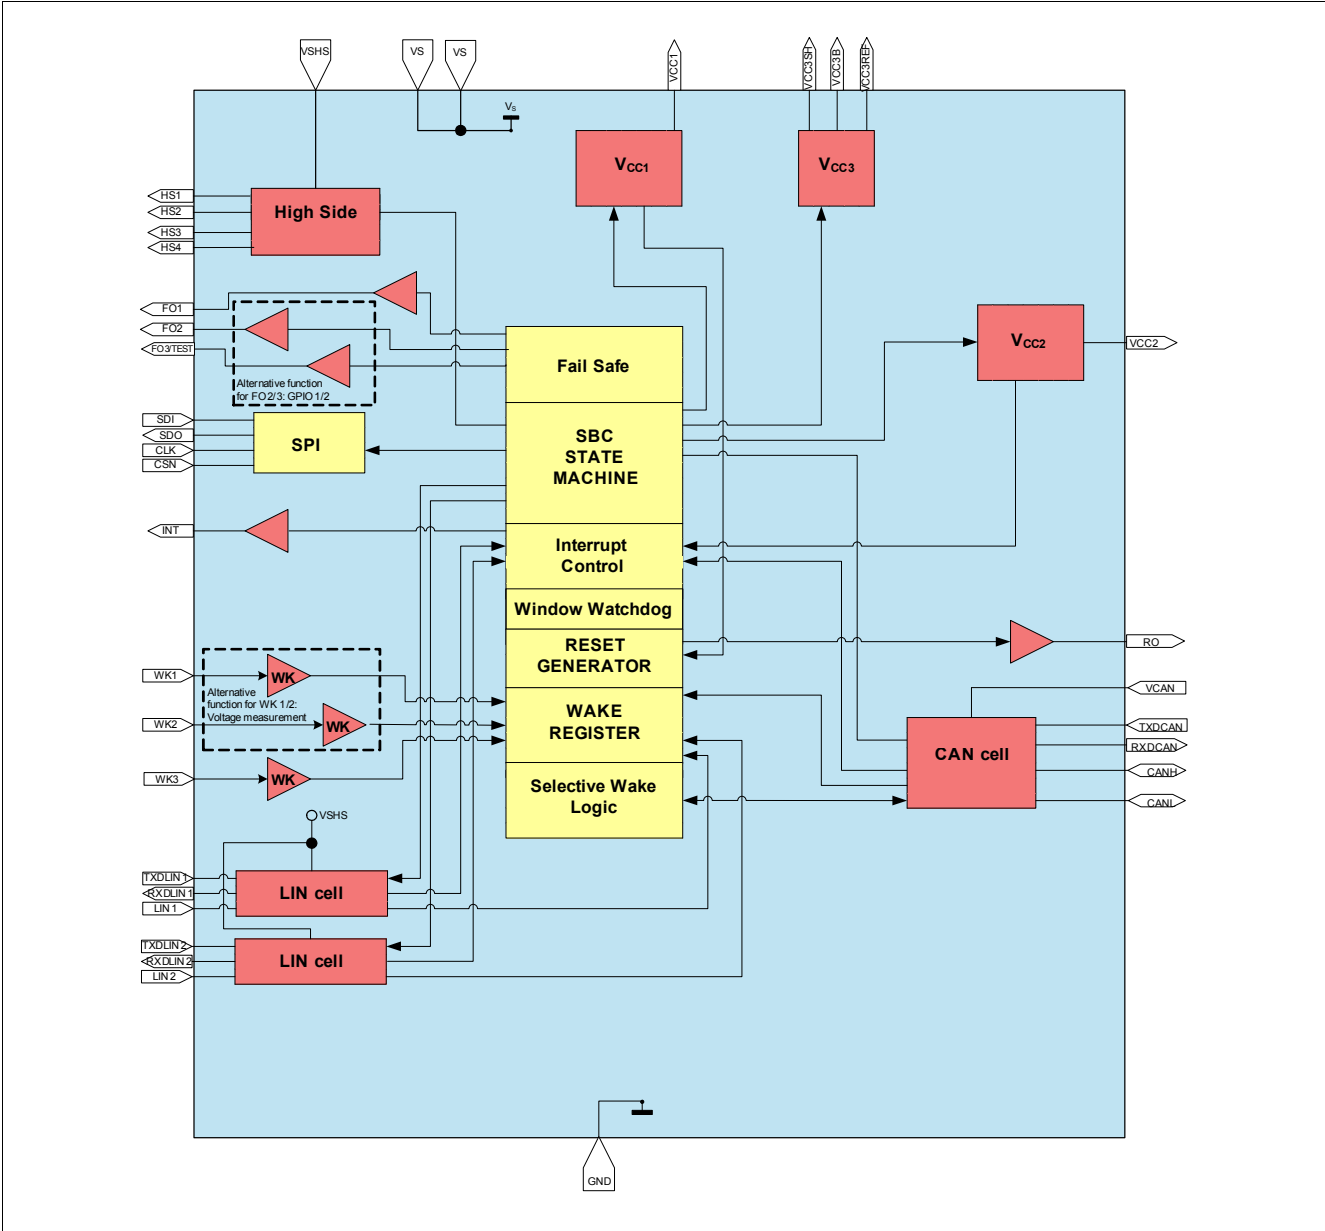 VSHS
VS
VS
VCC1
VCC3SH
VCC3B
VCC3REF
VS
VCC1
VCC3
HS1
HS2
HS3
HS4
High Side
FO1
FO2
FO3/TEST
Alternative function
for FO2/3: GPIO1/2
Fail Safe
VCC2
VCC2
SDI
SDO
CLK
CSN
SPI
SBC
STATE
MACHINE
INT
Interrupt
Control
Window Watchdog
RESET
GENERATOR
RO
WK1
WK
Alternative
function for WK 1/2:
Voltage measurement
WK2
WK
WK3
WK
WAKE
REGISTER
Selective Wake
Logic
VCAN
TXDCAN
RXDCAN
CANH
CANL
CAN cell
VSHS
TXDLIN1
RXDLIN1
LIN1
LIN cell
TXDLIN2
RXDLIN2
LIN2
LIN cell
GND